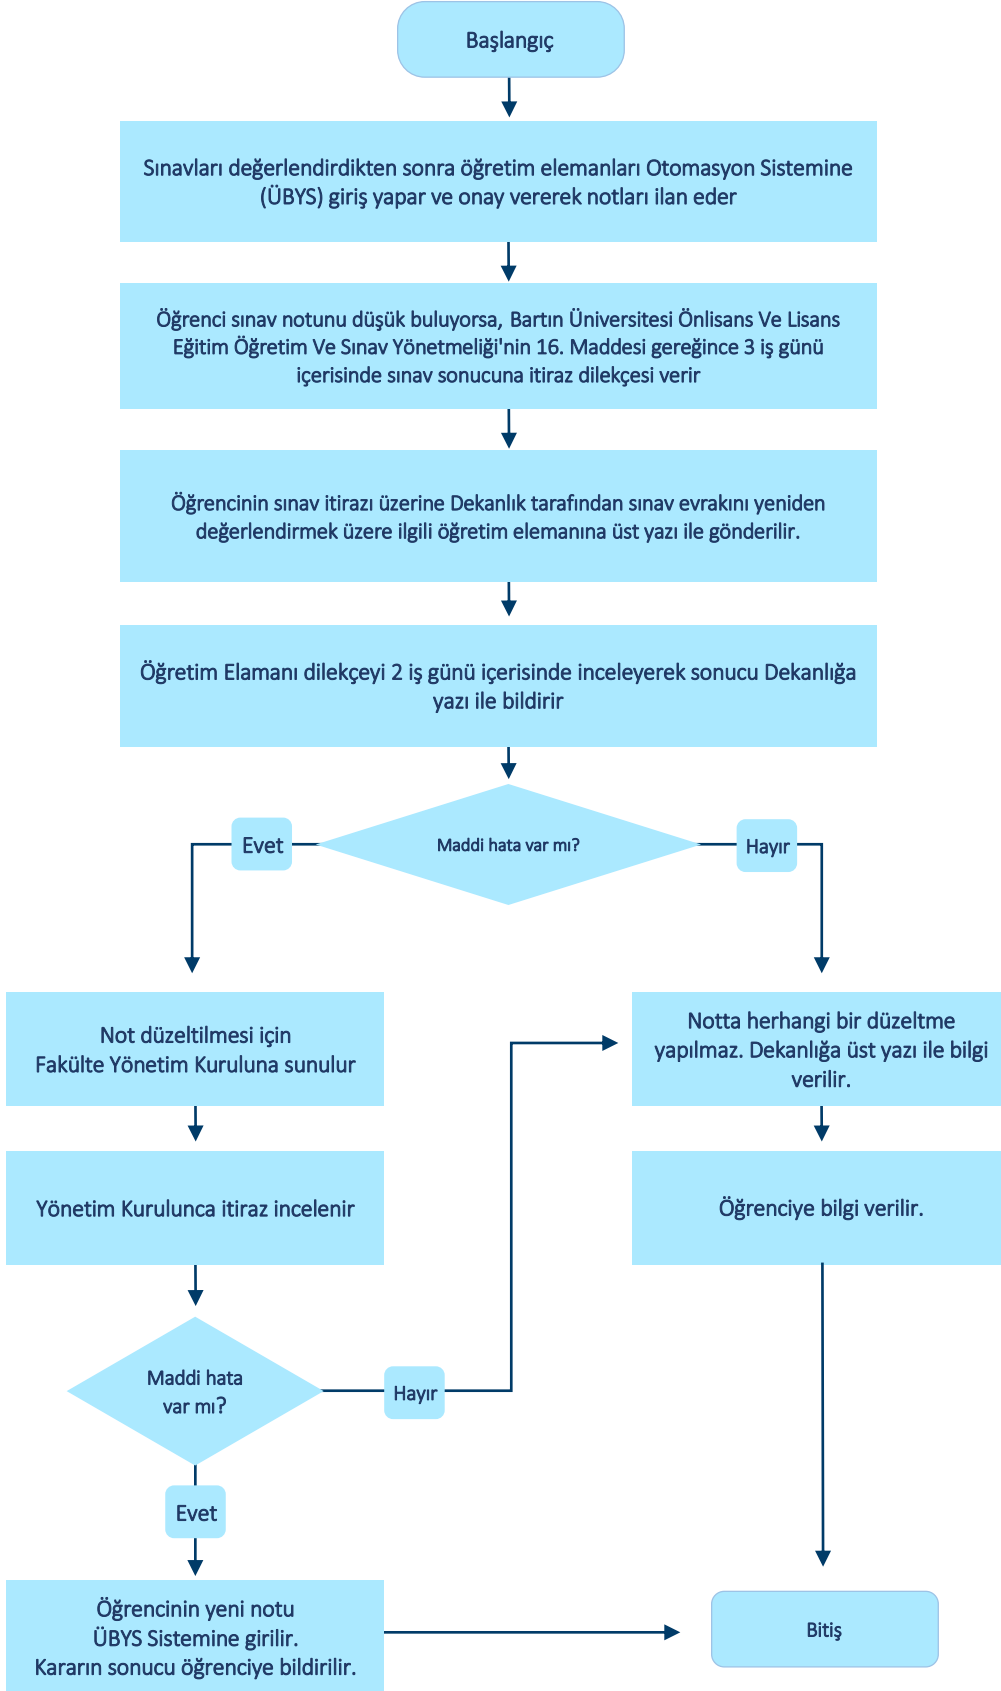 Başlangıç
Sınavları değerlendirdikten sonra öğretim elemanları Otomasyon Sistemine
(ÜBYS) giriş yapar ve onay vererek notları ilan eder
Öğrenci sınav notunu düşük buluyorsa, Bartın Üniversitesi Önlisans Ve Lisans
Eğitim Öğretim Ve Sınav Yönetmeliği'nin 16. Maddesi gereğince 3 iş günü
içerisinde sınav sonucuna itiraz dilekçesi verir
Öğrencinin sınav itirazı üzerine Dekanlık tarafından sınav evrakını yeniden
değerlendirmek üzere ilgili öğretim elemanına üst yazı ile gönderilir.
Öğretim Elamanı dilekçeyi 2 iş günü içerisinde inceleyerek sonucu Dekanlığa
yazı ile bildirir
Maddi hata var mı?
Evet
Hayır
Not düzeltilmesi için
Fakülte Yönetim Kuruluna sunulur
Notta herhangi bir düzeltme
yapılmaz. Dekanlığa üst yazı ile bilgi
verilir.
Yönetim Kurulunca itiraz incelenir
Öğrenciye bilgi verilir.
Maddi hata
var mı?
Hayır
Evet
Öğrencinin yeni notu
ÜBYS Sistemine girilir.
Kararın sonucu öğrenciye bildirilir.
Bitiş